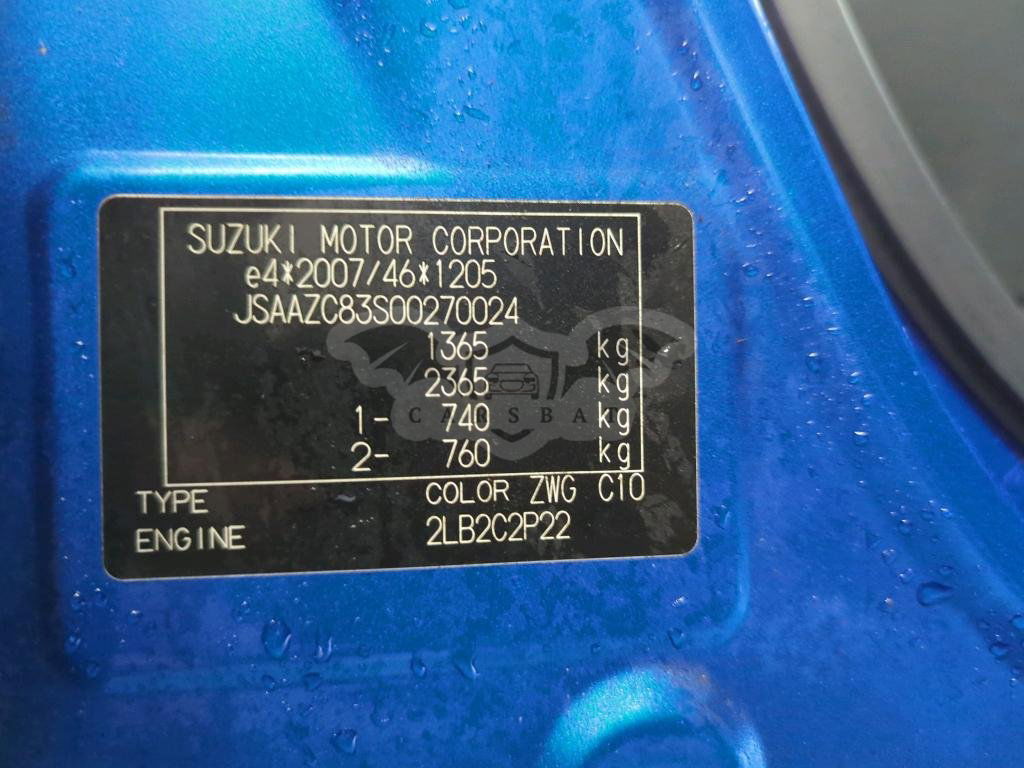 SUZUKI MOTOR CORPORATION
e4*2007/46*1205
JSAAZC83S00270024
1365 kg
2365 kg
1- 740 kg
2- 760 kg
TYPE COLOR ZWG C10
ENGINE 2LB2C2P22
CARSBAT